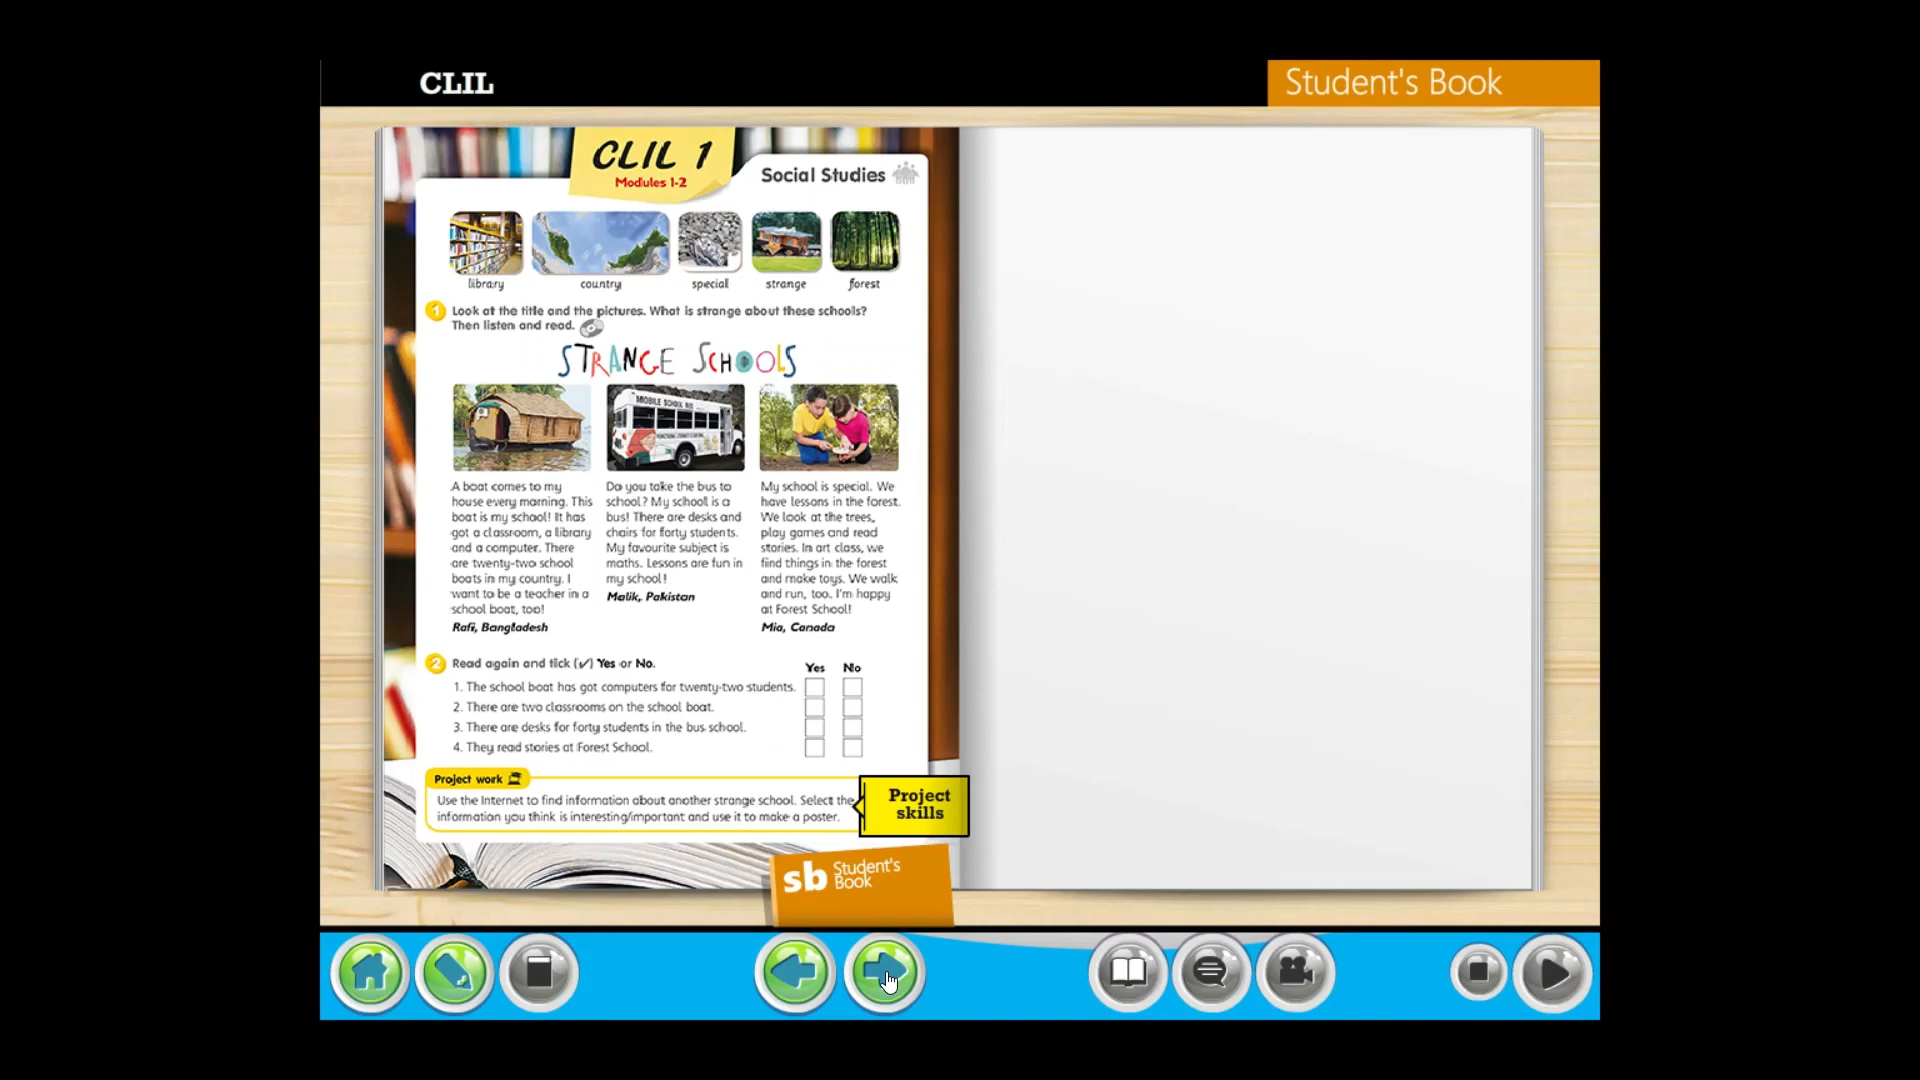 CLIL
Student's Book
CLIL 1
Modules 1-2
Social Studies
library
country
special
strange
forest
1 Look at the title and the pictures. What is strange about these schools?
Then listen and read.
STRANGE SCHOOLS
MOBILE SCHOOL BUS
A boat comes to my
house every morning. This
boat is my school! It has
got a classroom, a library
and a computer. There
are twenty-two school
boats in my country. I
want to be a teacher in a
school boat, too!
Rafi, Bangladesh
Do you take the bus to
school? My school is a
bus! There are desks and
chairs for forty students.
My favourite subject is
maths. Lessons are fun in
my school!
Malik, Pakistan
My school is special. We
have lessons in the forest.
We look at the trees,
play games and read
stories. In art class, we
find things in the forest
and make toys. We walk
and run, too. I'm happy
at Forest School!
Mia, Canada
2 Read again and tick (✓) Yes or No.
Yes No
1. The school boat has got computers for twenty-two students.
2. There are two classrooms on the school boat.
3. There are desks for forty students in the bus school.
4. They read stories at Forest School.
Project work
Use the Internet to find information about another strange school. Select the
information you think is interesting/important and use it to make a poster.
Project
skills
sb Student's
Book